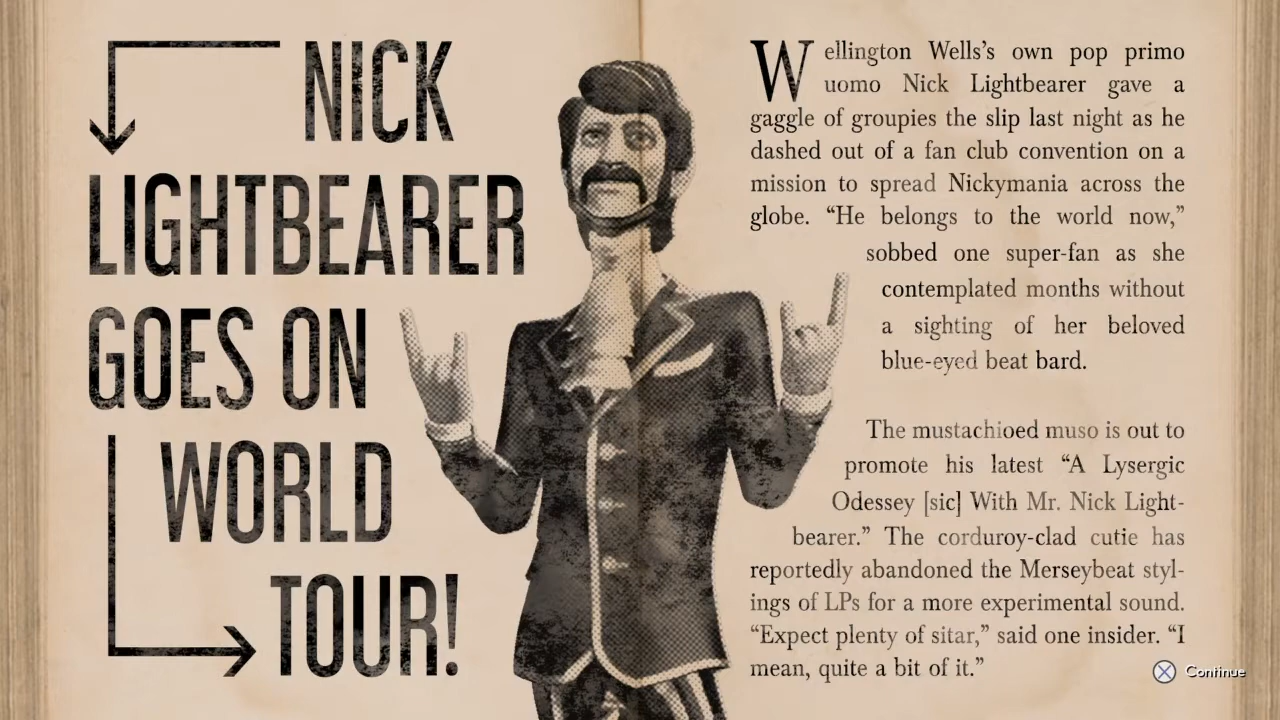 NICK
LIGHTBEARER
GOES ON
WORLD
TOUR!
Wellington Wells's own pop primo
uomo Nick Lightbearer gave a
gaggle of groupies the slip last night as he
dashed out of a fan club convention on a
mission to spread Nickymania across the
globe. “He belongs to the world now,”
sobbed one super-fan as she
contemplated months without
a sighting of her beloved
blue-eyed beat bard.
The mustachioed muso is out to
promote his latest “A Lysergic
Odessey [sic] With Mr. Nick Light-
bearer.” The corduroy-clad cutie has
reportedly abandoned the Merseybeat styl-
ings of LPs for a more experimental sound.
“Expect plenty of sitar,” said one insider. “I
mean, quite a bit of it.”
Continue